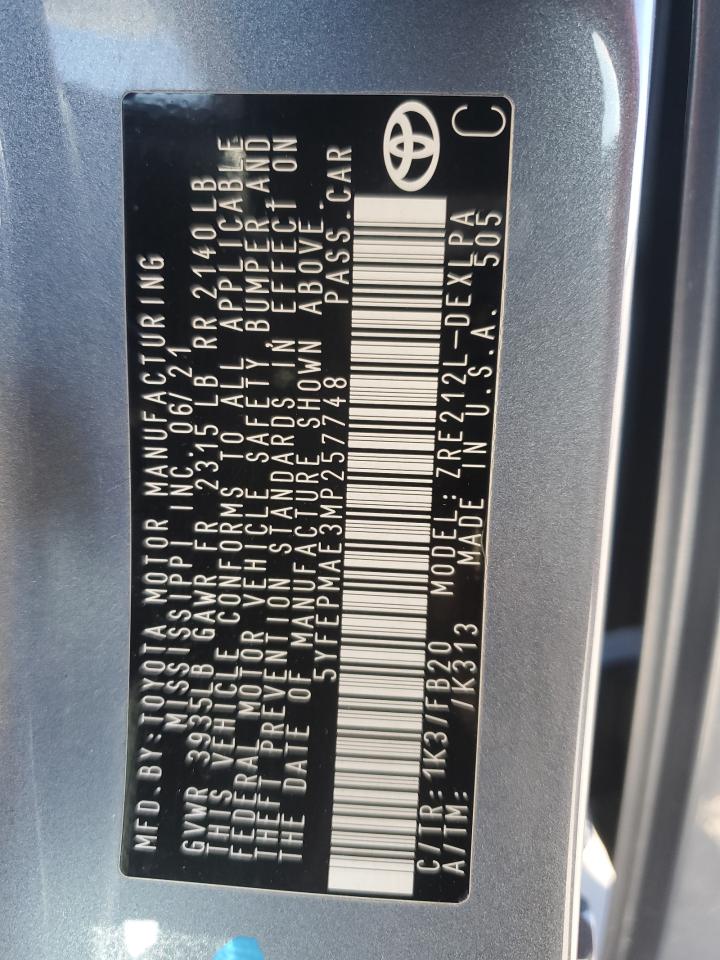 MFD.BY:TOYOTA MOTOR MANUFACTURING
MISSISSIPPI INC. 06/21
GVWR 3935LB GAWR FR 2315 LB RR 2140LB
THIS VEHICLE CONFORMS TO ALL APPLICABLE
FEDERAL MOTOR VEHICLE SAFETY, BUMPER AND
THEFT PREVENTION STANDARDS IN EFFECT ON
THE DATE OF MANUFACTURE SHOWN ABOVE.
5YFEPMAE3MP257748 PASS.CAR
C/TR: 1K3/FB20 MODEL: ZRE212L-DEXLPA
A/TM: /K313 MADE IN U.S.A. 505
C